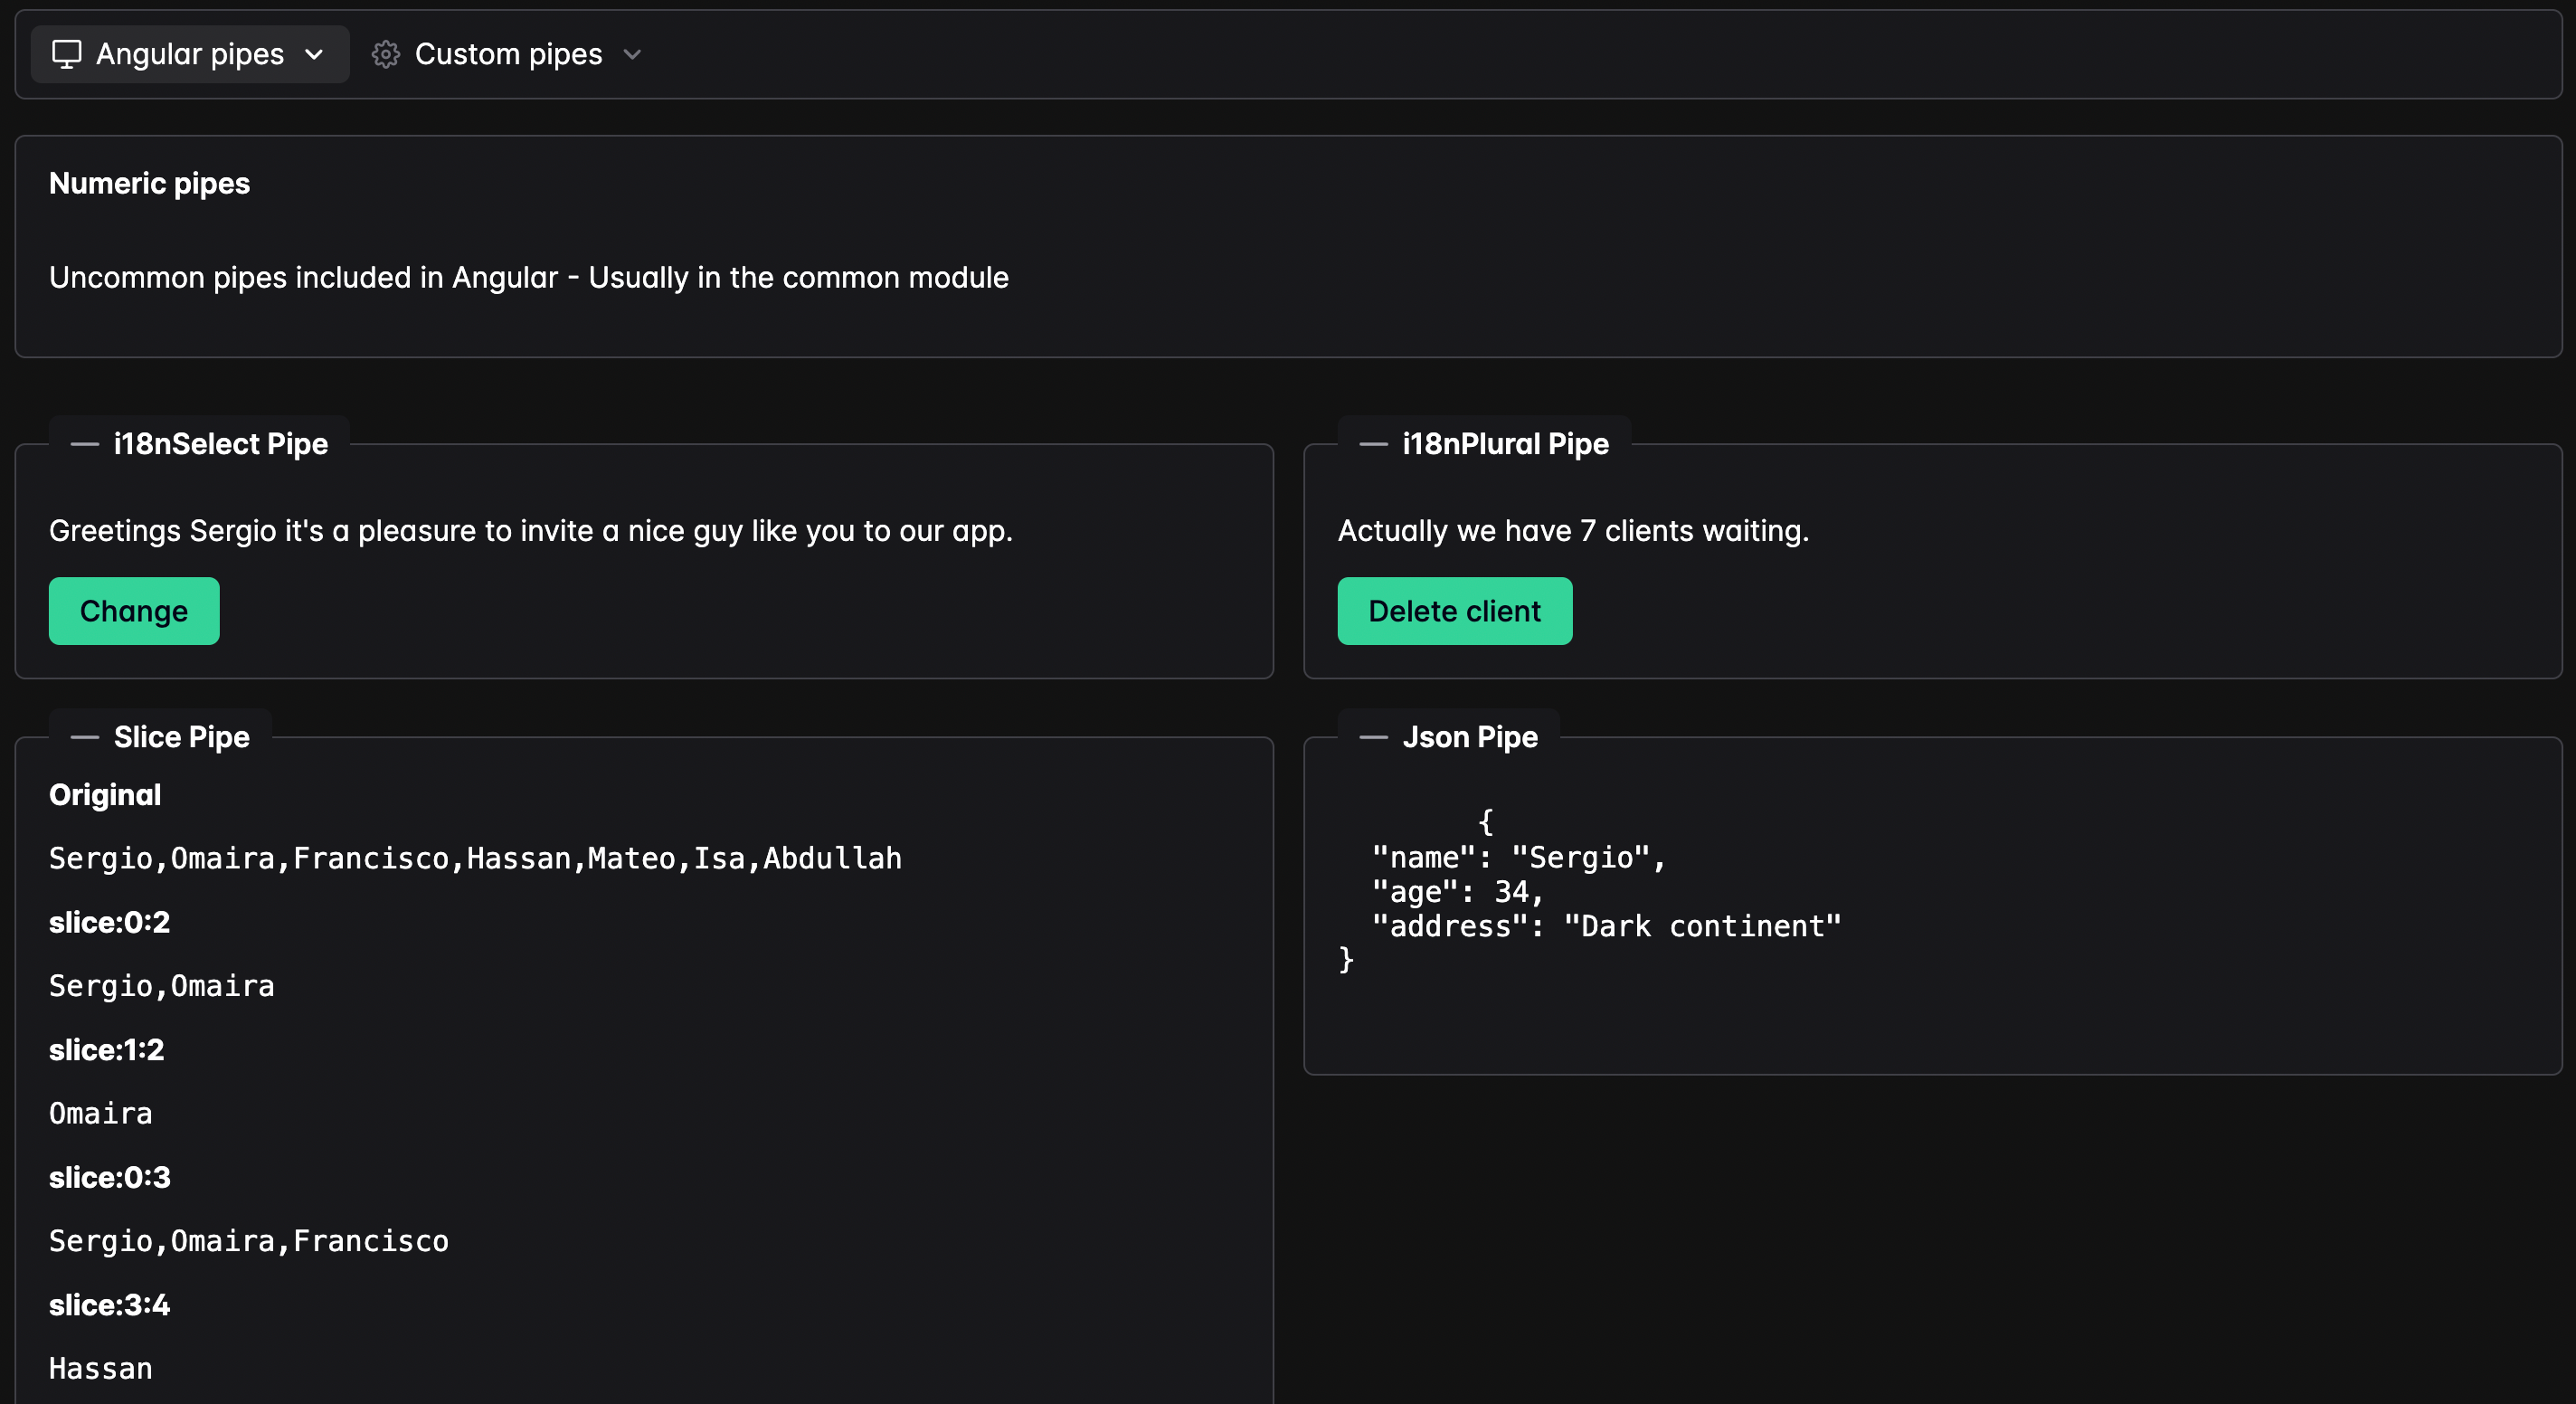 Angular pipes
Custom pipes
Numeric pipes
Uncommon pipes included in Angular - Usually in the common module
i18nSelect Pipe
Greetings Sergio it's a pleasure to invite a nice guy like you to our app.
Change
i18nPlural Pipe
Actually we have 7 clients waiting.
Delete client
Slice Pipe
Original
Sergio,Omaira,Francisco,Hassan,Mateo,Isa,Abdullah
slice:0:2
Sergio,Omaira
slice:1:2
Omaira
slice:0:3
Sergio,Omaira,Francisco
slice:3:4
Hassan
Json Pipe
{
"name": "Sergio",
"age": 34,
"address": "Dark continent"
}